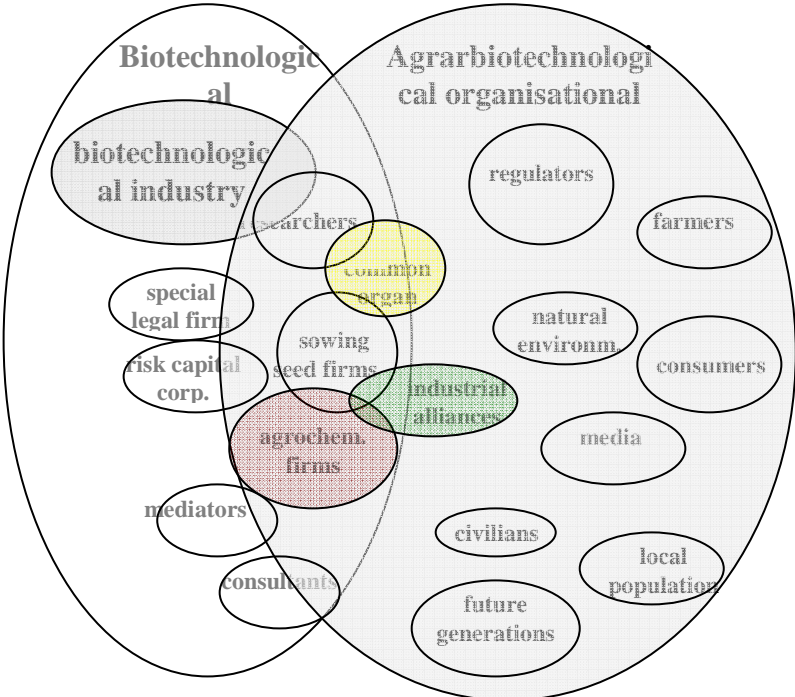 Biotechnologic
al
Agrarbiotechnologi
cal organisational
biotechnologic
al industry
researchers
regulators
farmers
common
organ
special
legal firm
natural
environm.
sowing
seed firms
risk capital
corp.
consumers
industrial
alliances
agrochem.
firms
media
mediators
civilians
local
population
consultants
future
generations